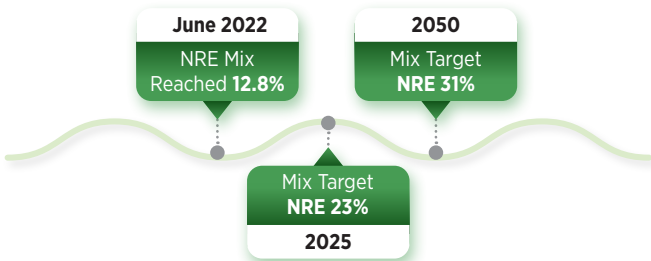 June 2022
NRE Mix
Reached 12.8%
Mix Target
NRE 23%
2025
2050
Mix Target
NRE 31%